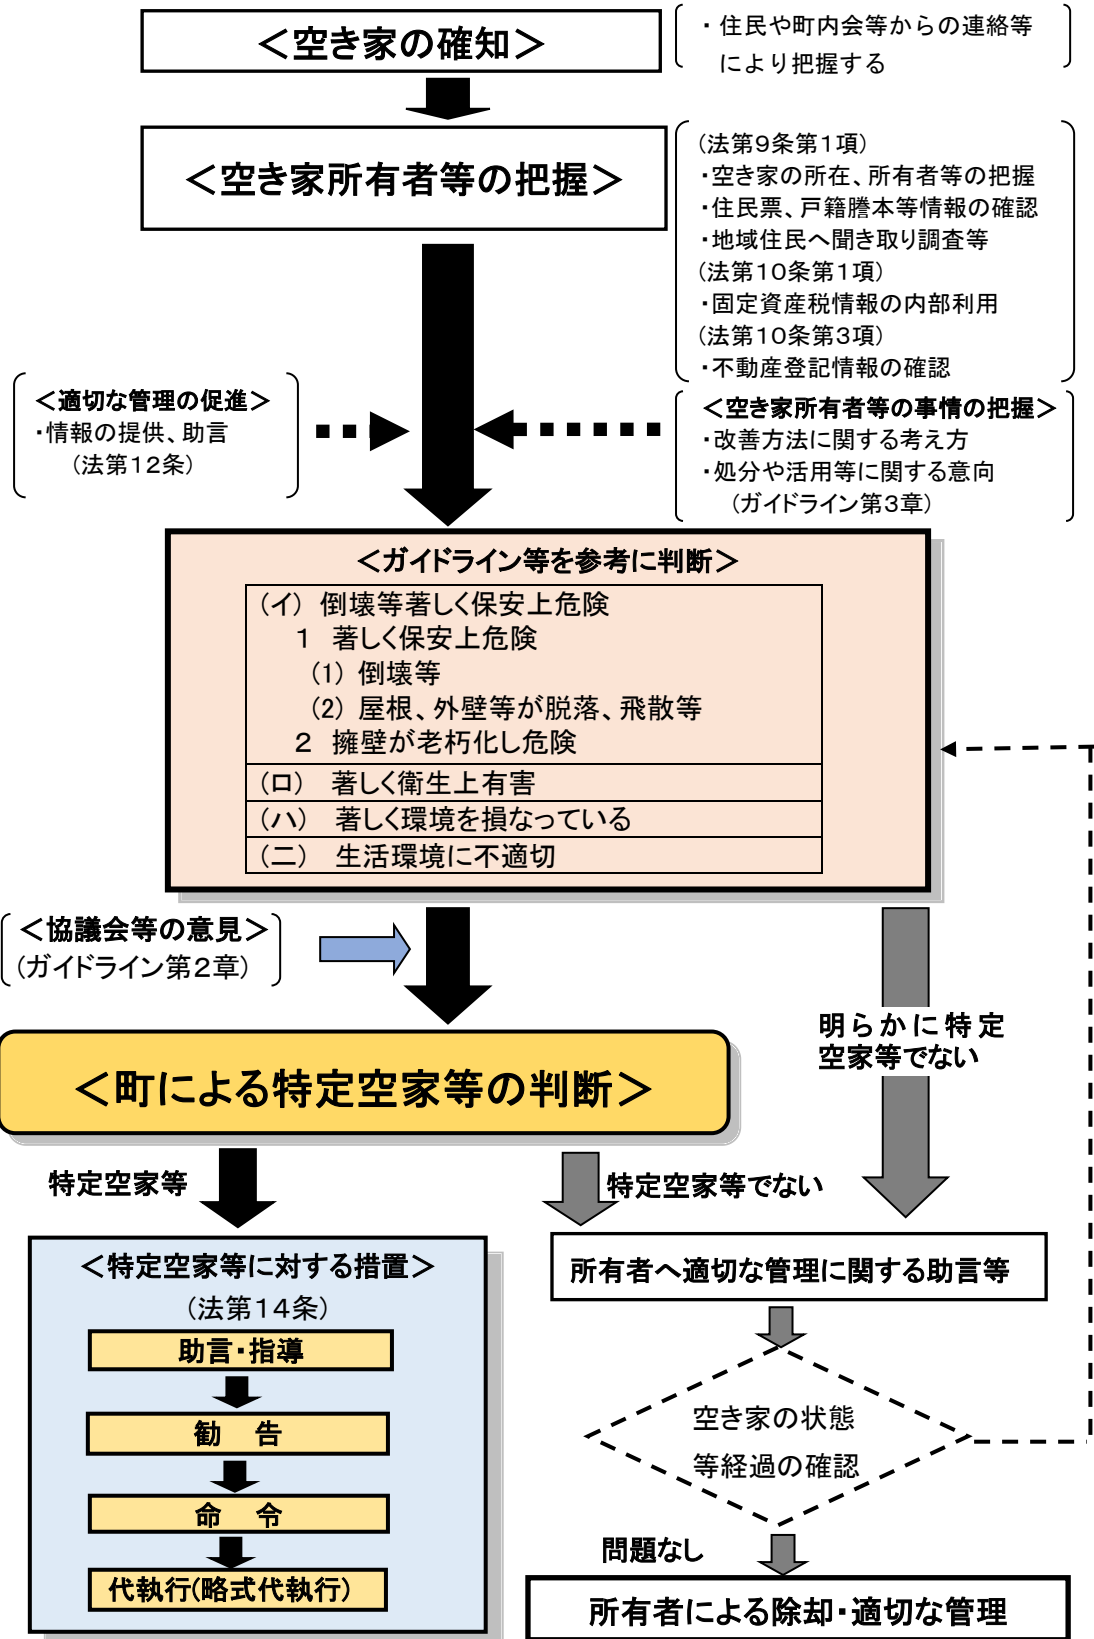 ＜空き家の確知＞
・住民や町内会等からの連絡等
により把握する
＜空き家所有者等の把握＞
(法第９条第１項)
・空き家の所在、所有者等の把握
・住民票、戸籍謄本等情報の確認
・地域住民へ聞き取り調査等
(法第１０条第１項)
・固定資産税情報の内部利用
(法第１０条第３項)
・不動産登記情報の確認
＜適切な管理の促進＞
・情報の提供、助言
(法第１２条)
＜空き家所有者等の事情の把握＞
・改善方法に関する考え方
・処分や活用等に関する意向
(ガイドライン第３章)
＜ガイドライン等を参考に判断＞
(イ) 倒壊等著しく保安上危険
１ 著しく保安上危険
(1) 倒壊等
(2) 屋根、外壁等が脱落、飛散等
２ 擁壁が老朽化し危険
(ロ) 著しく衛生上有害
(ハ) 著しく環境を損なっている
(ニ) 生活環境に不適切
＜協議会等の意見＞
(ガイドライン第２章)
明らかに特定
空家等でない
＜町による特定空家等の判断＞
特定空家等
特定空家等でない
＜特定空家等に対する措置＞
(法第１４条)
助言・指導
勧　告
命　令
代執行(略式代執行)
所有者へ適切な管理に関する助言等
空き家の状態
等経過の確認
問題なし
所有者による除却・適切な管理